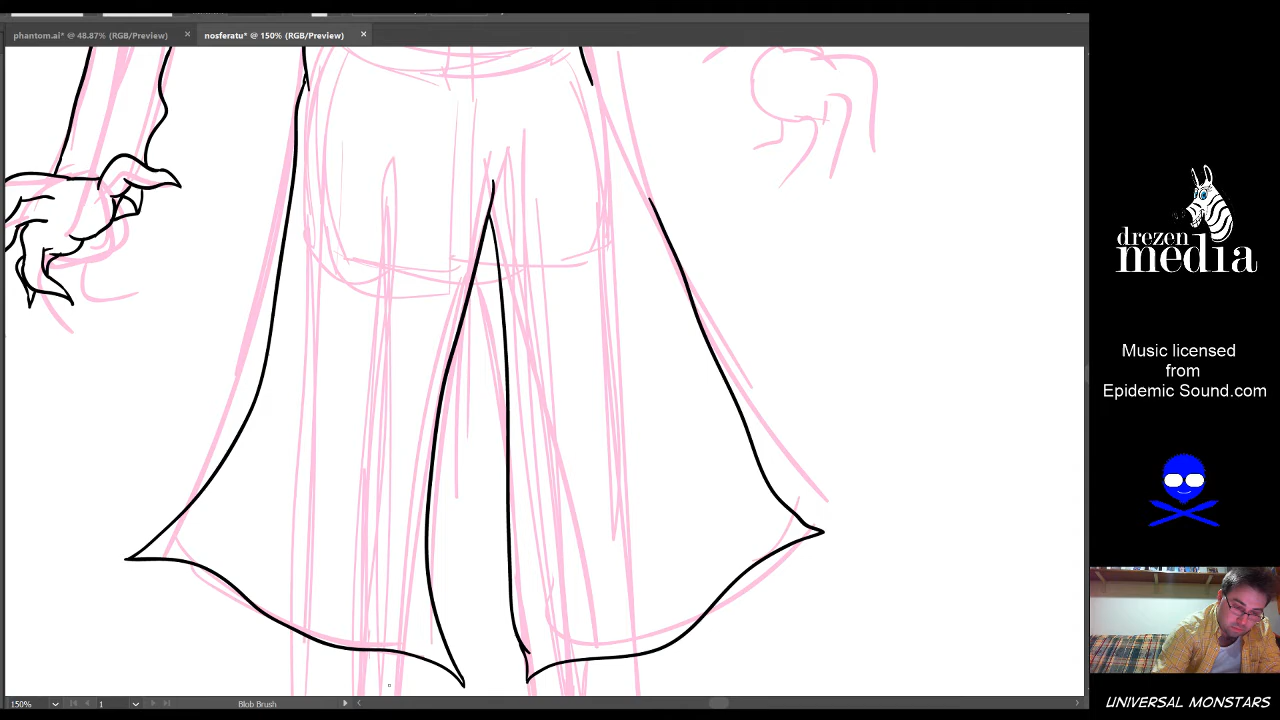 phantom.ai* @ 48.87% (RGB/Preview) ×
nosferatu* @ 150% (RGB/Preview) ×
drezen
media
Music licensed
from
Epidemic Sound.com
150%
1
Blob Brush
UNIVERSAL MONSTARS